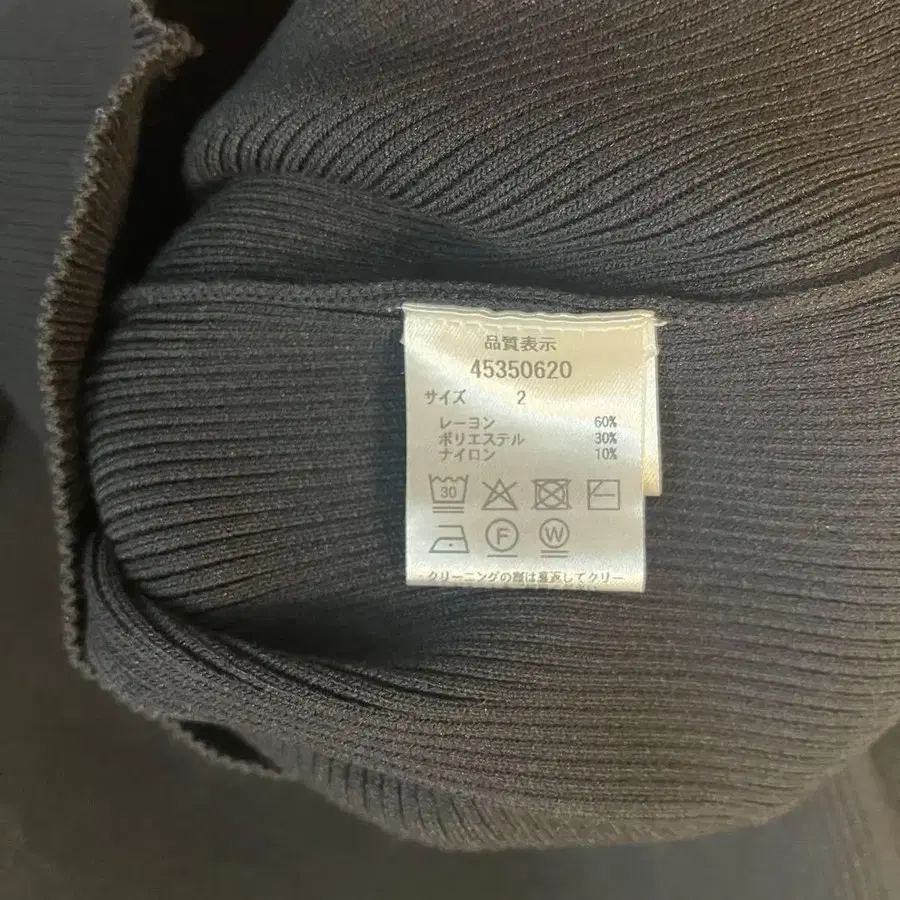 品質表示
45350620
サイズ 2
レーヨン 60%
ポリエステル 30%
ナイロン 10%
30
F W
クリーニングの際は裏返してクリー